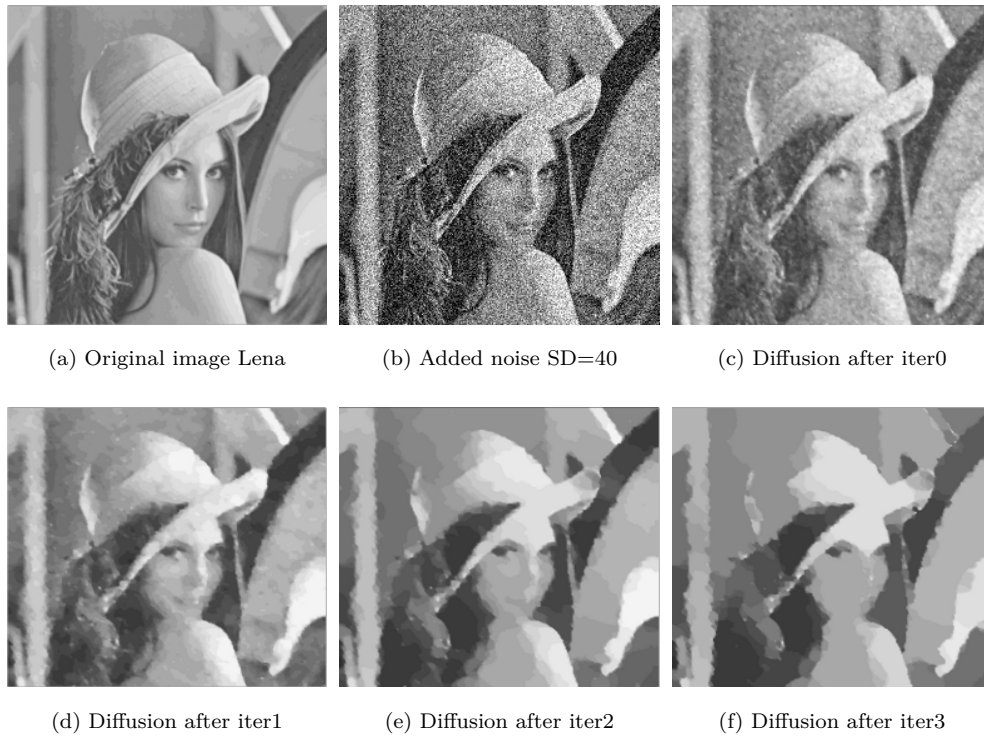 (a) Original image Lena
(b) Added noise SD=40
(c) Diffusion after iter0
(d) Diffusion after iter1
(e) Diffusion after iter2
(f) Diffusion after iter3